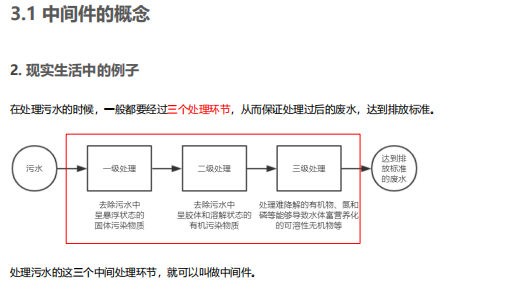 3.1 中间件的概念
2. 现实生活中的例子
在处理污水的时候，一般都要经过三个处理环节，从而保证处理过后的废水，达到排放标准。
污水
一级处理
二级处理
三级处理
达到排
放标准
的废水
去除污水中
呈悬浮状态的
固体污染物质
去除污水中
呈胶体和溶解状态的
有机污染物质
处理难降解的有机物、氮和
磷等能够导致水体富营养化
的可溶性无机物等
处理污水的这三个中间处理环节，就可以叫做中间件。